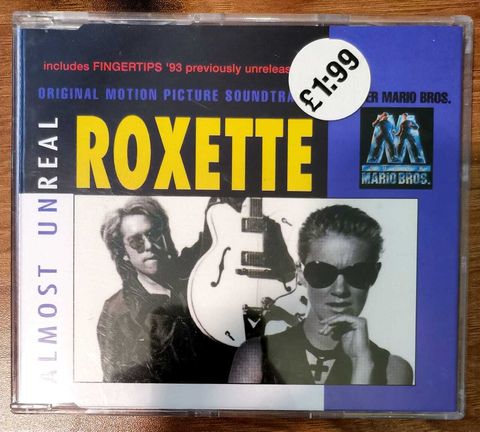 includes FINGERTIPS '93 previously unreleas
£1.99
ORIGINAL MOTION PICTURE SOUNDTRA
ER MARIO BROS.
ROXETTE
MARIO BROS.
ALMOST UNREAL